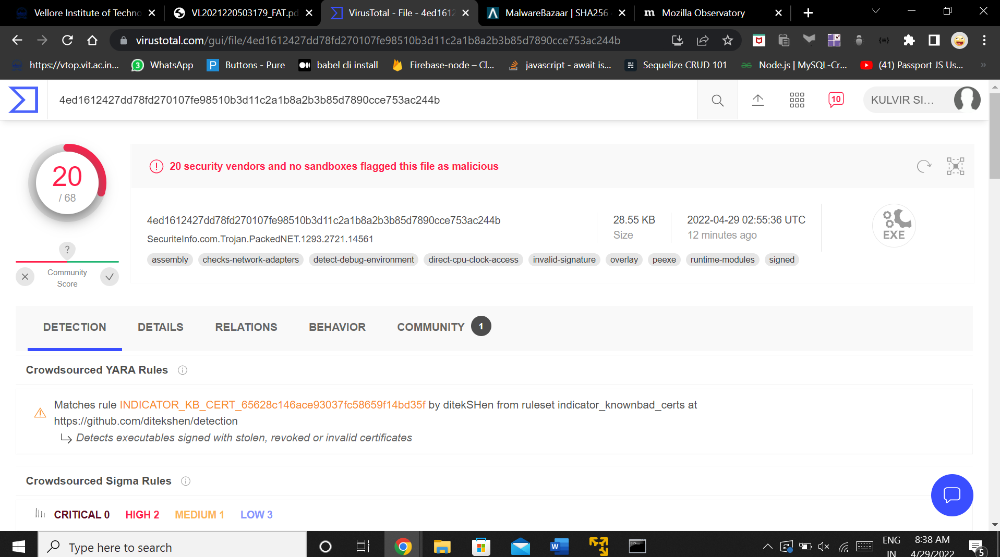 Vellore Institute of Techno
VL2021220503179_FAT.pd
VirusTotal - File - 4ed1612
MalwareBazaar | SHA256
m Mozilla Observatory
virustotal.com/gui/file/4ed1612427dd78fd270107fe98510b3d11c2a1b8a2b3b85d7890cce753ac244b
https://vtop.vit.ac.in...
3 WhatsApp
P Buttons - Pure
babel cli install
Firebase-node – Cl...
javascript - await is...
Sequelize CRUD 101
Node.js | MySQL-Cr...
(41) Passport JS Us...
»
4ed1612427dd78fd270107fe98510b3d11c2a1b8a2b3b85d7890cce753ac244b
10
KULVIR SI...
20
/ 68
20 security vendors and no sandboxes flagged this file as malicious
4ed1612427dd78fd270107fe98510b3d11c2a1b8a2b3b85d7890cce753ac244b
SecuriteInfo.com.Trojan.PackedNET.1293.2721.14561
28.55 KB
Size
2022-04-29 02:55:36 UTC
12 minutes ago
EXE
assembly checks-network-adapters detect-debug-environment direct-cpu-clock-access invalid-signature overlay peexe runtime-modules signed
?
Community
Score
DETECTION DETAILS RELATIONS BEHAVIOR COMMUNITY 1
Crowdsourced YARA Rules
Matches rule INDICATOR_KB_CERT_65628c146ace93037fc58659f14bd35f by ditekSHen from ruleset indicator_knownbad_certs at
https://github.com/ditekshen/detection
Detects executables signed with stolen, revoked or invalid certificates
Crowdsourced Sigma Rules
CRITICAL 0 HIGH 2 MEDIUM 1 LOW 3
Type here to search
W
ENG
IN
8:38 AM
4/29/2022
5